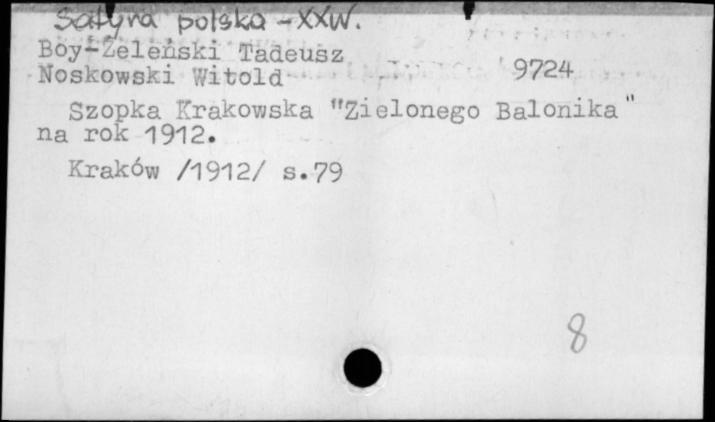 Satyra polska - XXW.
Boy-Żeleński Tadeusz
Noskowski Witold 9724
Szopka Krakowska "Zielonego Balonika"
na rok 1912.
Kraków /1912/ s.79
8